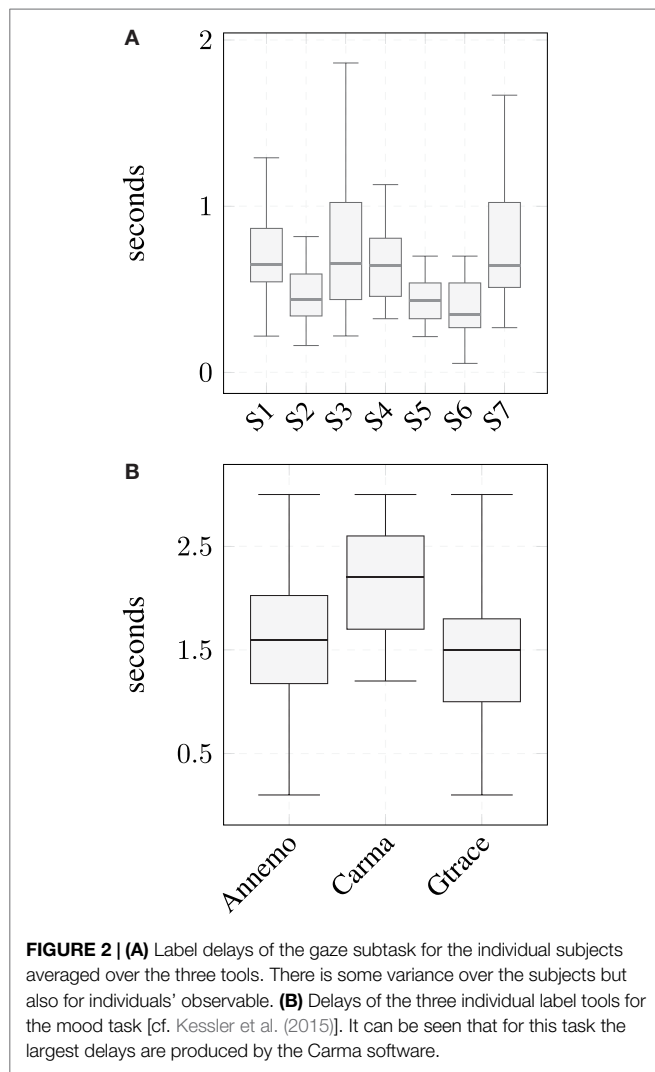 A
2
1
0
seconds
S1 S2 S3 S4 S5 S6 S7
B
2.5
1.5
0.5
seconds
Annemo Carma Gtrace
FIGURE 2 | (A) Label delays of the gaze subtask for the individual subjects
averaged over the three tools. There is some variance over the subjects but
also for individuals’ observable. (B) Delays of the three individual label tools for
the mood task [cf. Kessler et al. (2015)]. It can be seen that for this task the
largest delays are produced by the Carma software.